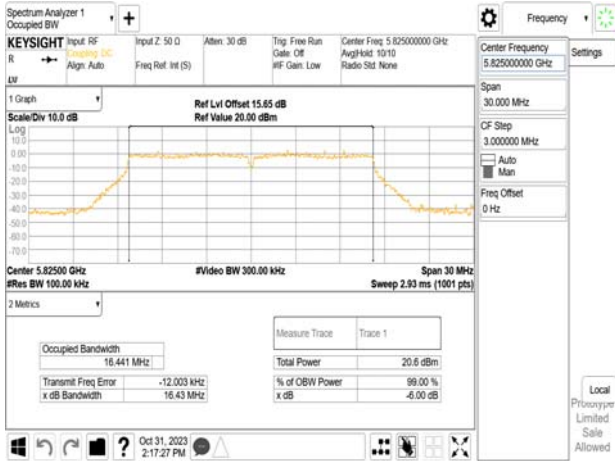 Spectrum Analyzer 1
Occupied BW
Frequency
KEYSIGHT
R
LXI
Input: RF
Coupling: DC
Align: Auto
Input Z: 50 Ω
Freq Ref: Int (S)
Atten: 30 dB
Trig: Free Run
Gate: Off
#IF Gain: Low
Center Freq: 5.825000000 GHz
Avg|Hold: 10/10
Radio Std: None
1 Graph
Scale/Div 10.0 dB
Ref Lvl Offset 15.65 dB
Ref Value 20.00 dBm
Log
10.0
0.00
-10.0
-20.0
-30.0
-40.0
-50.0
-60.0
-70.0
Center 5.82500 GHz
#Res BW 100.00 kHz
#Video BW 300.00 kHz
Span 30 MHz
Sweep 2.93 ms (1001 pts)
2 Metrics
Occupied Bandwidth
16.441 MHz
Transmit Freq Error -12.003 kHz
x dB Bandwidth 16.43 MHz
Measure Trace Trace 1
Total Power 20.6 dBm
% of OBW Power 99.00 %
x dB -6.00 dB
Center Frequency
5.825000000 GHz
Span
30.000 MHz
CF Step
3.000000 MHz
Auto
Man
Freq Offset
0 Hz
Settings
Local
Prototype
Limited
Sale
Allowed
?
Oct 31, 2023
2:17:27 PM